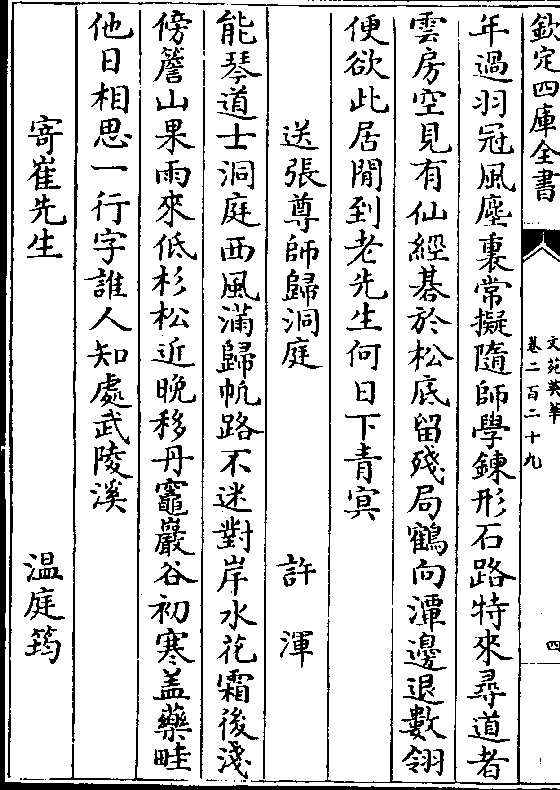 欽定四庫全書
文苑英華
卷二百二十九
四
年過羽冠風塵裏常擬隨師學鍊形石路特來尋道者
雲房空見有仙經碁於松底留殘局鶴向潭邊退數翎
便欲此居閒到老先生何日下青㝠
送張尊師歸洞庭 許渾
能琴道士洞庭西風滿歸帆路不迷對岸水花霜後淺
傍簷山果雨來低杉松近晚移丹竈巖谷初寒盖藥畦
他日相思一行字誰人知處武陵溪
寄崔先生 温庭筠